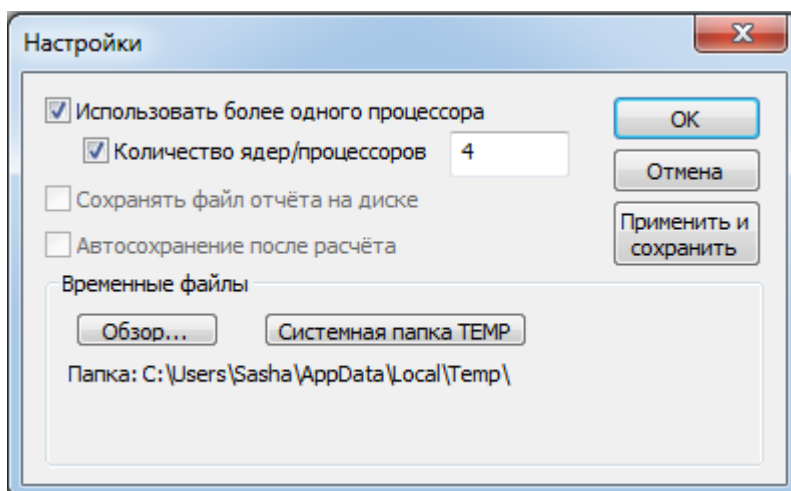 Настройки
Использовать более одного процессора
Количество ядер/процессоров 4
Сохранять файл отчёта на диске
Автосохранение после расчёта
OK
Отмена
Применить и
сохранить
Временные файлы
Обзор... Системная папка TEMP
Папка: C:\Users\Sasha\AppData\Local\Temp\